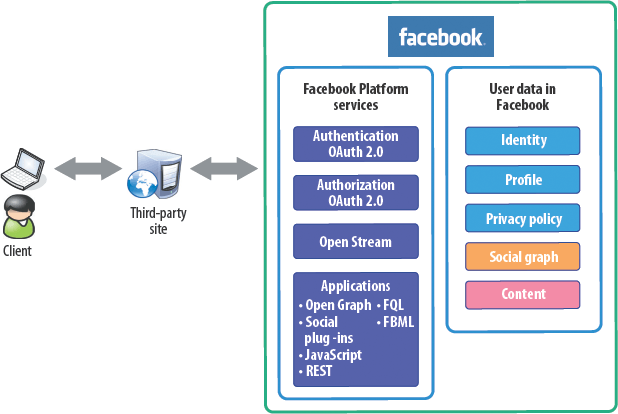 facebook
Facebook Platform
services
Authentication
OAuth 2.0
Authorization
OAuth 2.0
Open Stream
Applications
• Open Graph • FQL
• Social • FBML
plug -ins
• JavaScript
• REST
User data in
Facebook
Identity
Profile
Privacy policy
Social graph
Content
Third-party
site
Client